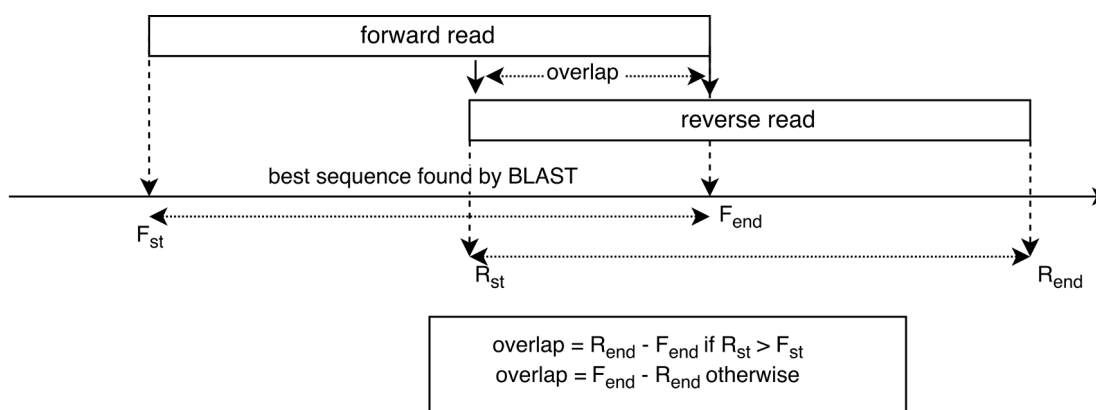 forward read
overlap
reverse read
best sequence found by BLAST
F_st
F_end
R_st
R_end
overlap = R_end - F_end if R_st > F_st
overlap = F_end - R_end otherwise